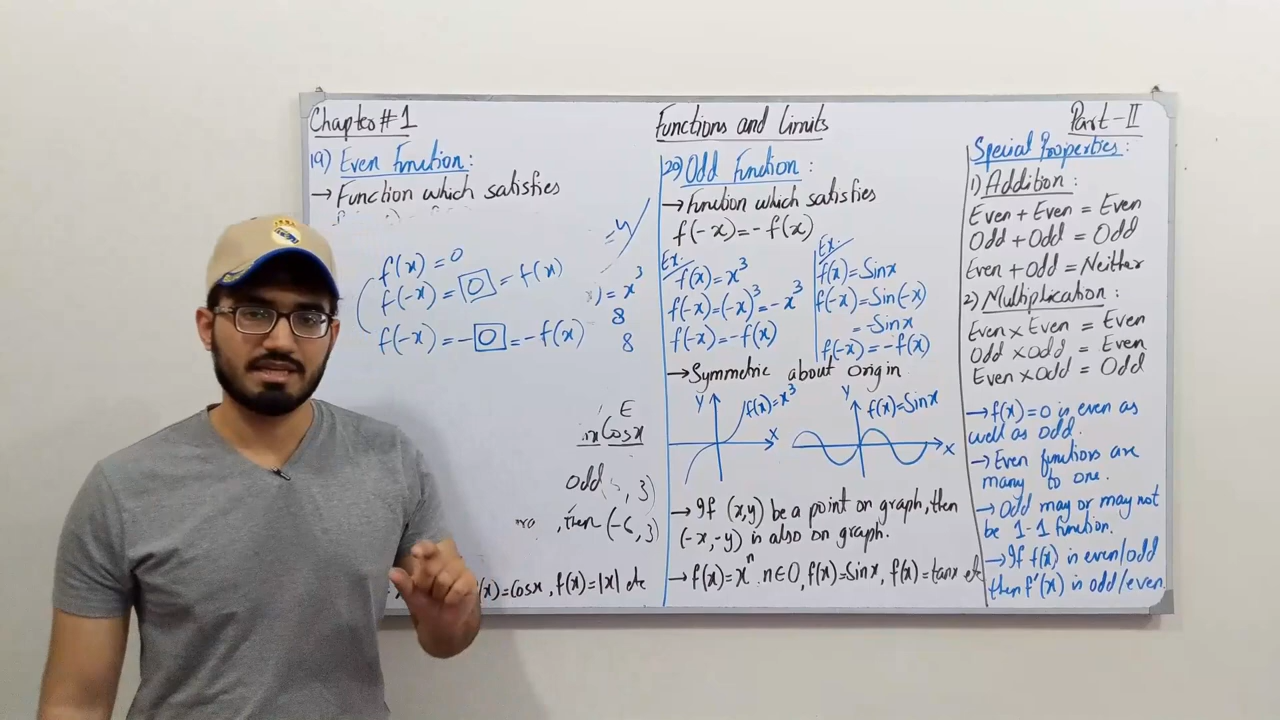 Chapter # 1
Functions and Limits
Part - II
19) Even Function :
→ Function which satisfies
f(x) = 0
f(-x) = 0 = f(x)
f(-x) = - 0 = - f(x)
= y
) = x³
8
8
E
Cosx
Odd
, 3)
, then (-6, 3)
(x) = Cosx , f(x) = |x| etc
20) Odd Function :
→ Function which satisfies
f(-x) = - f(x)
Ex:
f(x) = x³
f(-x) = (-x)³ = - x³
f(-x) = - f(x)
Ex:
f(x) = Sinx
f(-x) = Sin(-x)
= - Sinx
f(-x) = - f(x)
→ Symmetric about origin
Y
f(x) = x³
X
Y
f(x) = Sinx
X
→ If (x,y) be a point on graph, then
(-x,-y) is also on graph.
→ f(x) = xⁿ , n ∈ O, f(x) = Sinx, f(x) = tanx etc
Special Properties :
1) Addition :
Even + Even = Even
Odd + Odd = Odd
Even + Odd = Neither
2) Multiplication :
Even x Even = Even
Odd x Odd = Even
Even x Odd = Odd
→ f(x) = 0 is even as
well as odd.
→ Even functions are
many to one.
→ Odd may or may not
be 1-1 function.
→ If f(x) is even/odd
then f'(x) is odd/even.